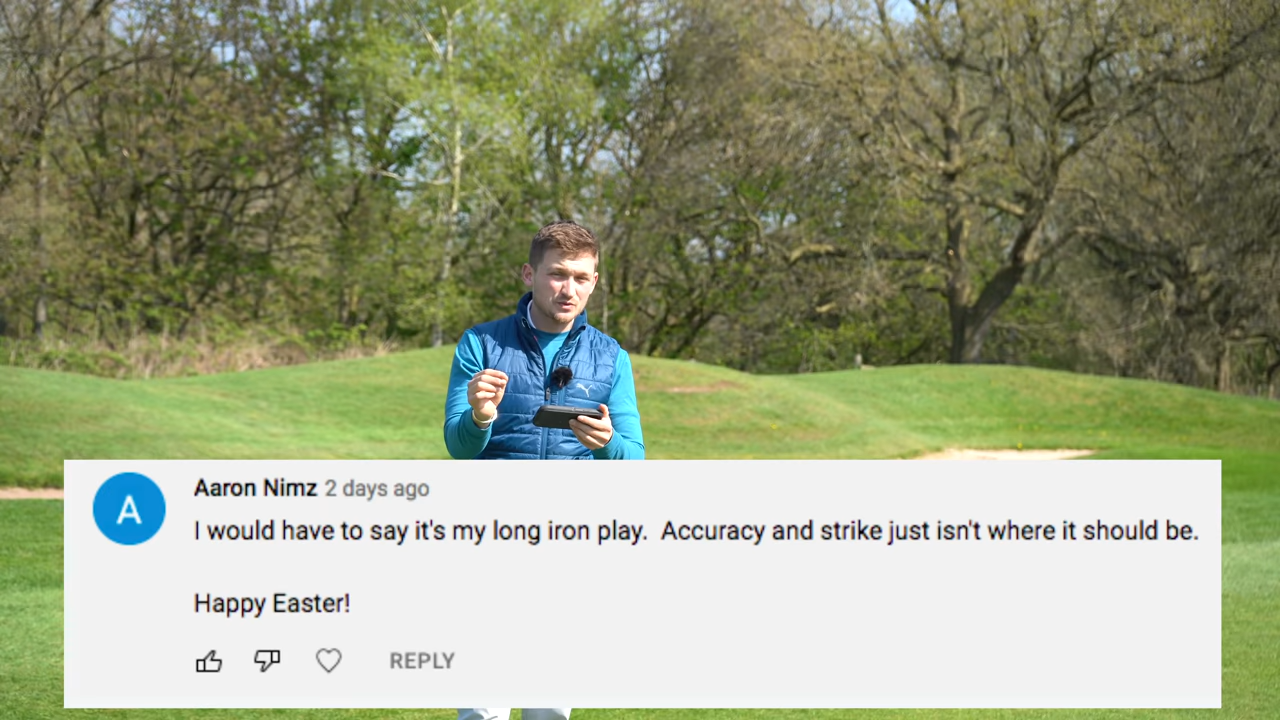 A
Aaron Nimz 2 days ago
I would have to say it's my long iron play.  Accuracy and strike just isn't where it should be.
Happy Easter!
REPLY